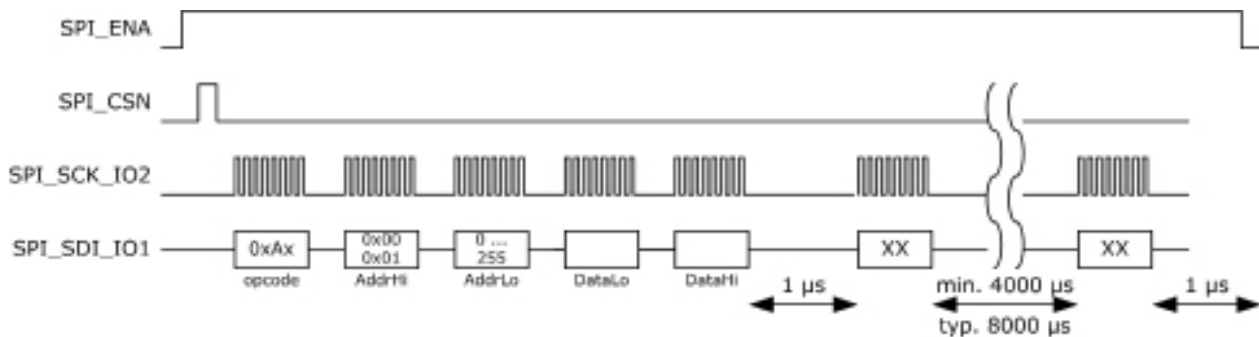 SPI_ENA
SPI_CSN
SPI_SCK_IO2
SPI_SDI_IO1
0xAx
0x00
0x01
0 ...
255
XX
XX
opcode
AddrHi
AddrLo
DataLo
DataHi
1 µs
min. 4000 µs
typ. 8000 µs
1 µs